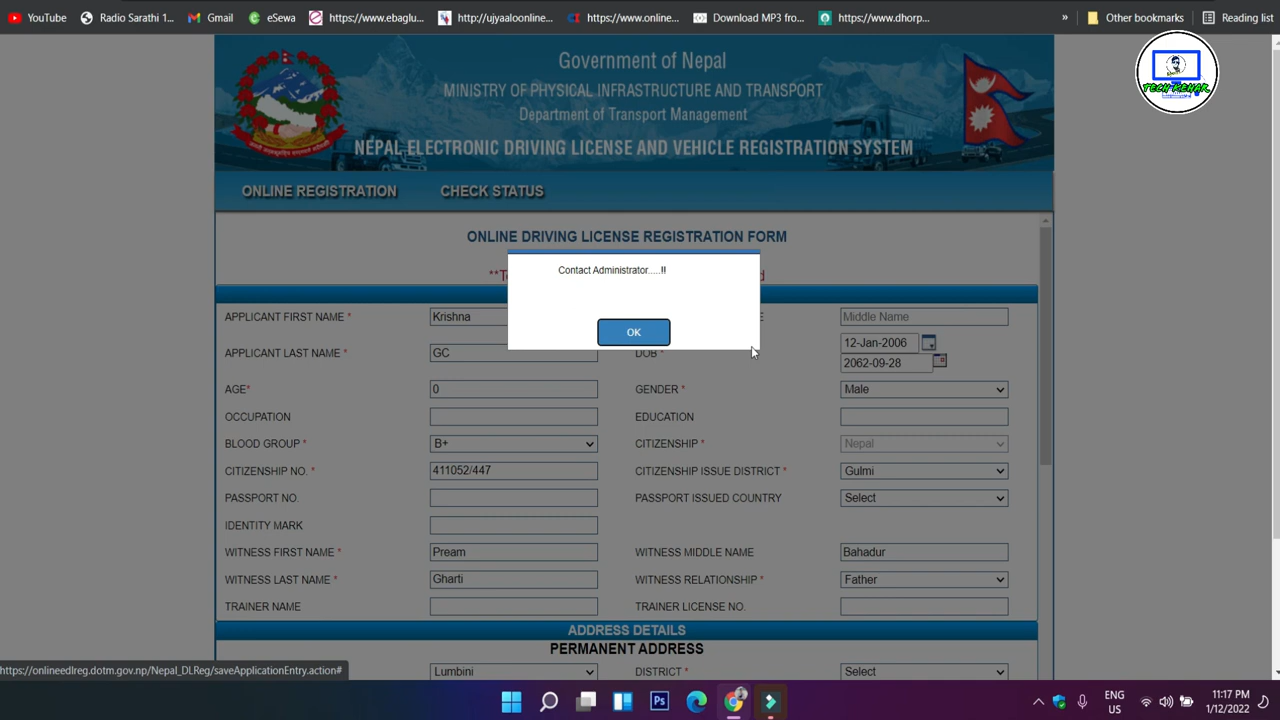 YouTube
Radio Sarathi 1...
Gmail
eSewa
https://www.ebaglu...
http://ujyaaloonline...
https://www.online...
Download MP3 fro...
https://www.dhorp...
»
Other bookmarks
Reading list
TECH KENAR
Government of Nepal
MINISTRY OF PHYSICAL INFRASTRUCTURE AND TRANSPORT
Department of Transport Management
NEPAL ELECTRONIC DRIVING LICENSE AND VEHICLE REGISTRATION SYSTEM
ONLINE REGISTRATION CHECK STATUS
ONLINE DRIVING LICENSE REGISTRATION FORM
Contact Administrator.....!!
OK
APPLICANT FIRST NAME * Krishna Middle Name
APPLICANT LAST NAME * GC DOB * 12-Jan-2006
2062-09-28
AGE* 0 GENDER * Male
OCCUPATION EDUCATION
BLOOD GROUP * B+ CITIZENSHIP * Nepal
CITIZENSHIP NO. * 411052/447 CITIZENSHIP ISSUE DISTRICT * Gulmi
PASSPORT NO. PASSPORT ISSUED COUNTRY Select
IDENTITY MARK
WITNESS FIRST NAME * Pream WITNESS MIDDLE NAME Bahadur
WITNESS LAST NAME * Gharti WITNESS RELATIONSHIP * Father
TRAINER NAME TRAINER LICENSE NO.
ADDRESS DETAILS
PERMANENT ADDRESS
Lumbini DISTRICT * Select
https://onlineedlreg.dotm.gov.np/Nepal_DLReg/saveApplicationEntry.action#
Ps
ENG
US
11:17 PM
1/12/2022